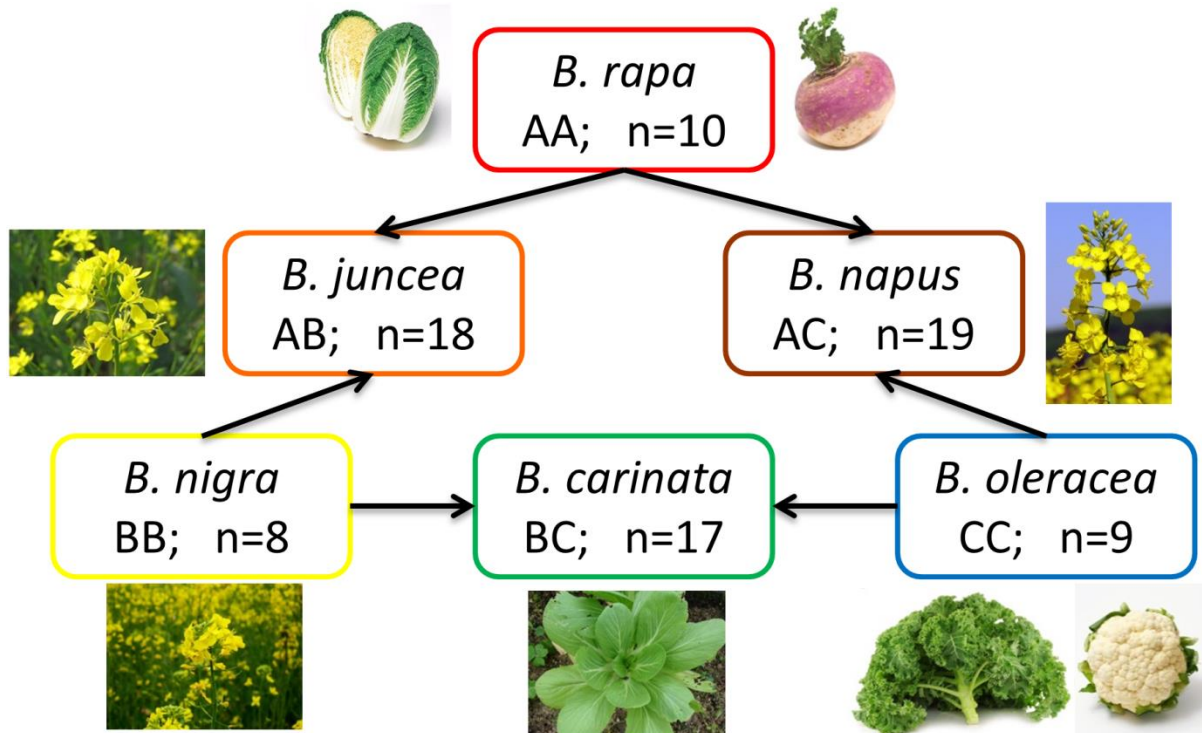 B. rapa
AA; n=10
B. juncea
AB; n=18
B. napus
AC; n=19
B. nigra
BB; n=8
B. carinata
BC; n=17
B. oleracea
CC; n=9